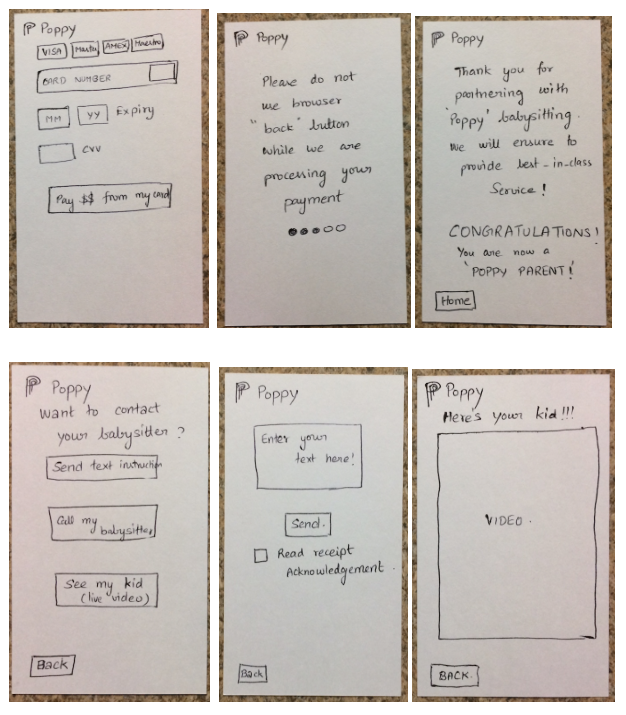 Poppy
VISA Master AMEX Maestro
CARD NUMBER
MM YY Expiry
CVV
Pay $$ from my card
Poppy
Please do not
use browser
"back" button
while we are
processing your
payment
Poppy
Thank you for
partnering with
'Poppy' babysitting.
We will ensure to
provide best-in-class
Service!
CONGRATULATIONS!
You are now a
'POPPY PARENT!'
Home
Poppy
Want to contact
your babysitter?
Send text instruction
Call my
babysitter
See my kid
(live video)
Back
Poppy
Enter your
text here!
Send.
Read receipt
Acknowledgement.
Back
Poppy
Here's your kid!!!
VIDEO.
BACK.